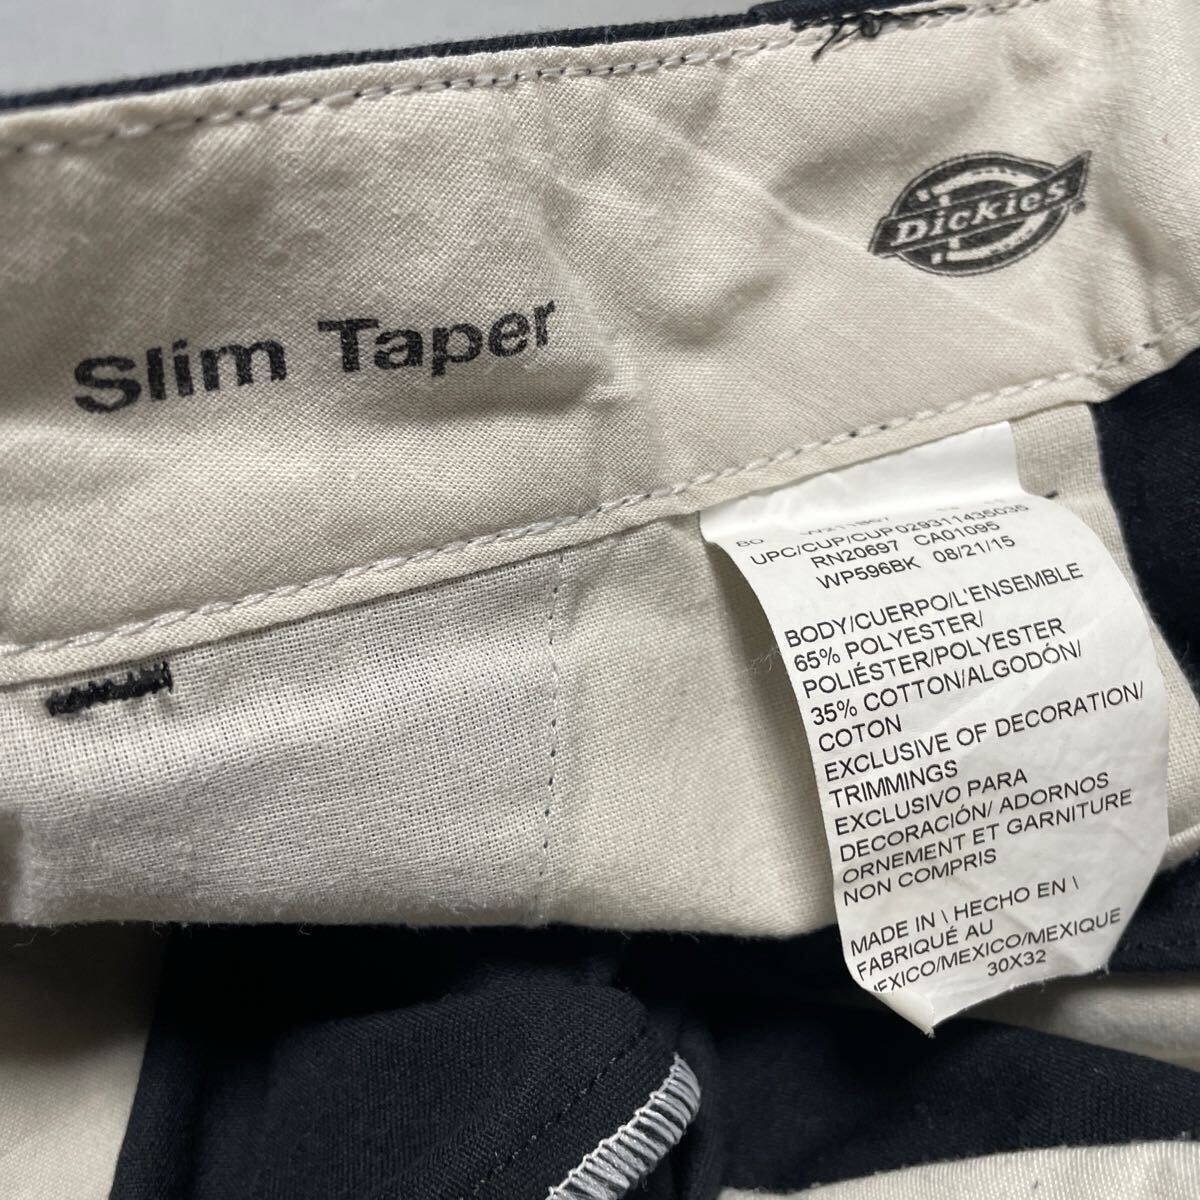 Slim Taper
Dickies
UPC/CUP/CUP 029311435035
RN20697 CA01095
WP596BK 08/21/15
BODY/CUERPO/L'ENSEMBLE
65% POLYESTER/
POLIÉSTER/POLYESTER
35% COTTON/ALGODÓN/
COTON
EXCLUSIVE OF DECORATION/
TRIMMINGS
EXCLUSIVO PARA
DECORACIÓN/ ADORNOS
ORNEMENT ET GARNITURE
NON COMPRIS
MADE IN \ HECHO EN \
FABRIQUÉ AU
MEXICO/MEXICO/MEXIQUE
30X32